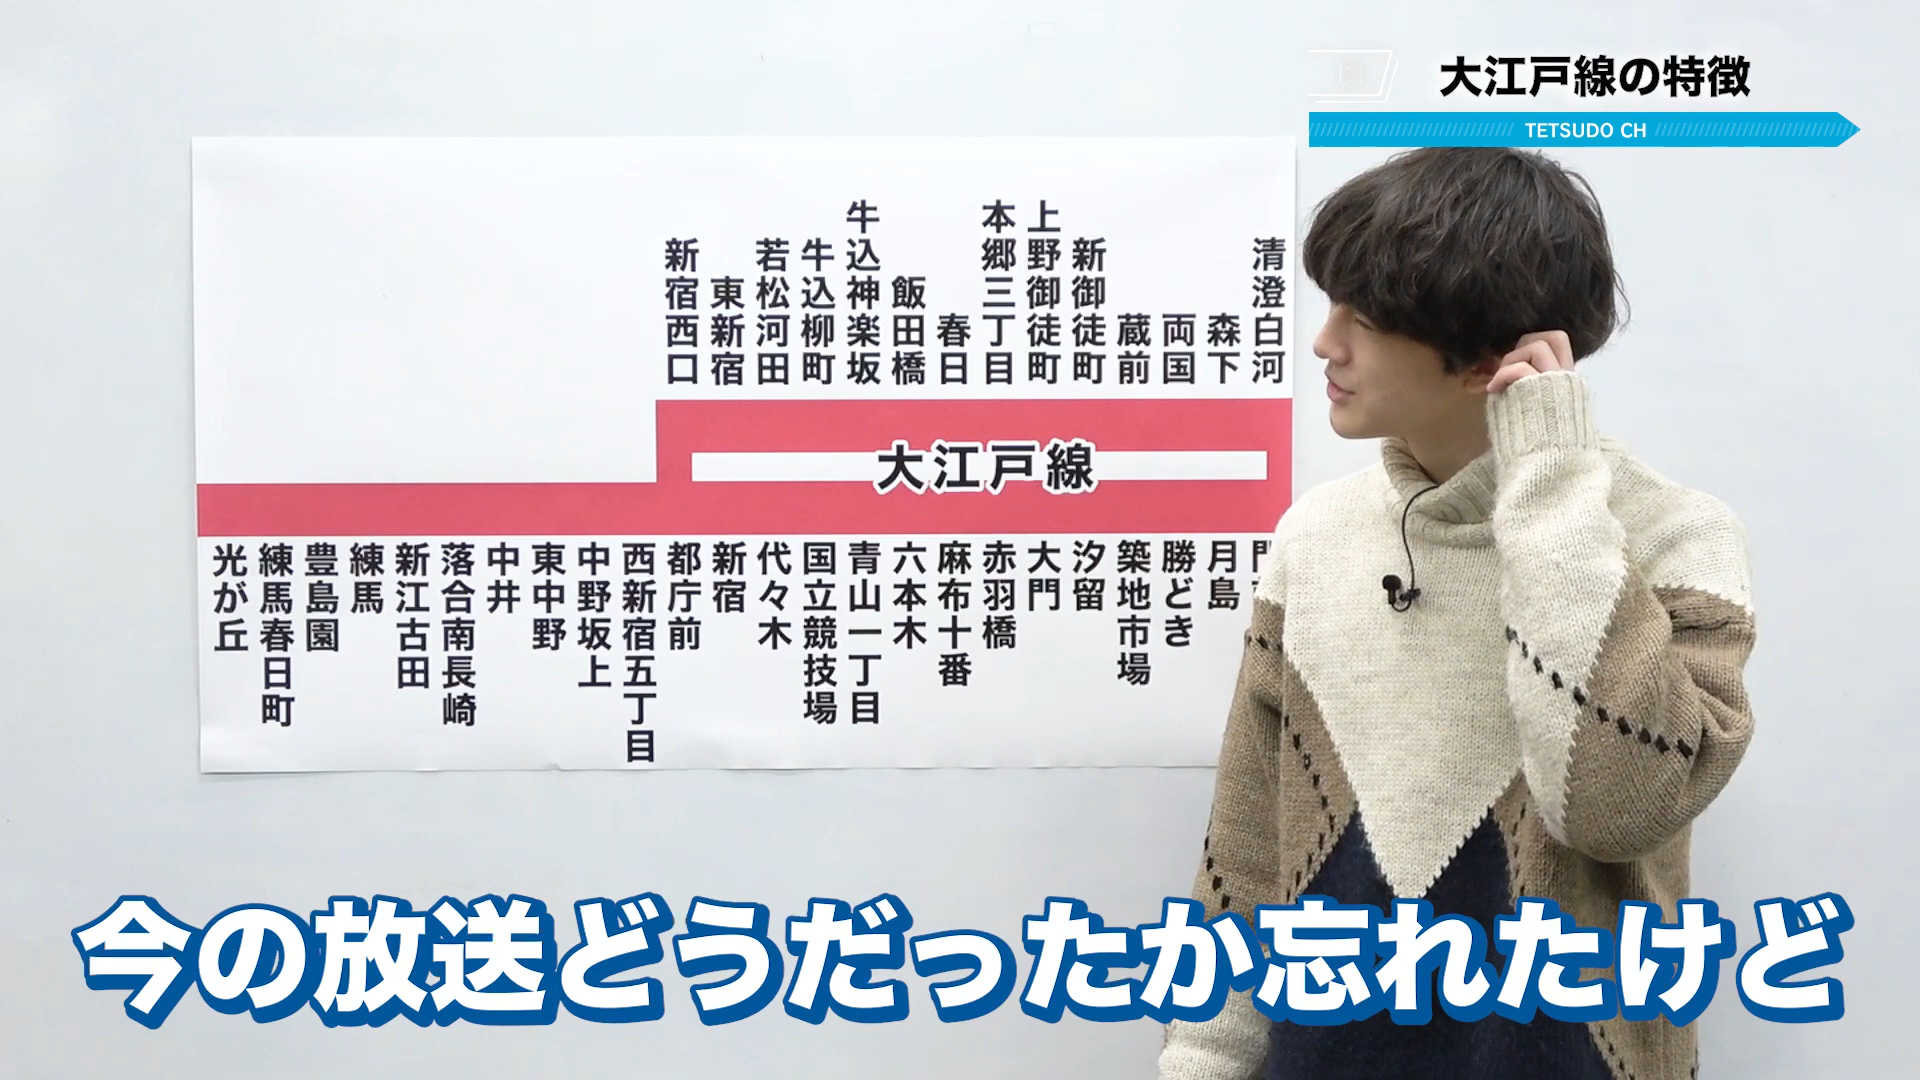 大江戸線の特徴
TETSUDO CH
新宿西口
東新宿
若松河田
牛込柳町
牛込神楽坂
飯田橋
春日
本郷三丁目
上野御徒町
新御徒町
蔵前
両国
森下
清澄白河
大江戸線
光が丘
練馬春日町
豊島園
練馬
新江古田
落合南長崎
中井
東中野
中野坂上
西新宿五丁目
都庁前
新宿
代々木
国立競技場
青山一丁目
六本木
麻布十番
赤羽橋
大門
汐留
築地市場
勝どき
月島
今の放送どうだったか忘れたけど